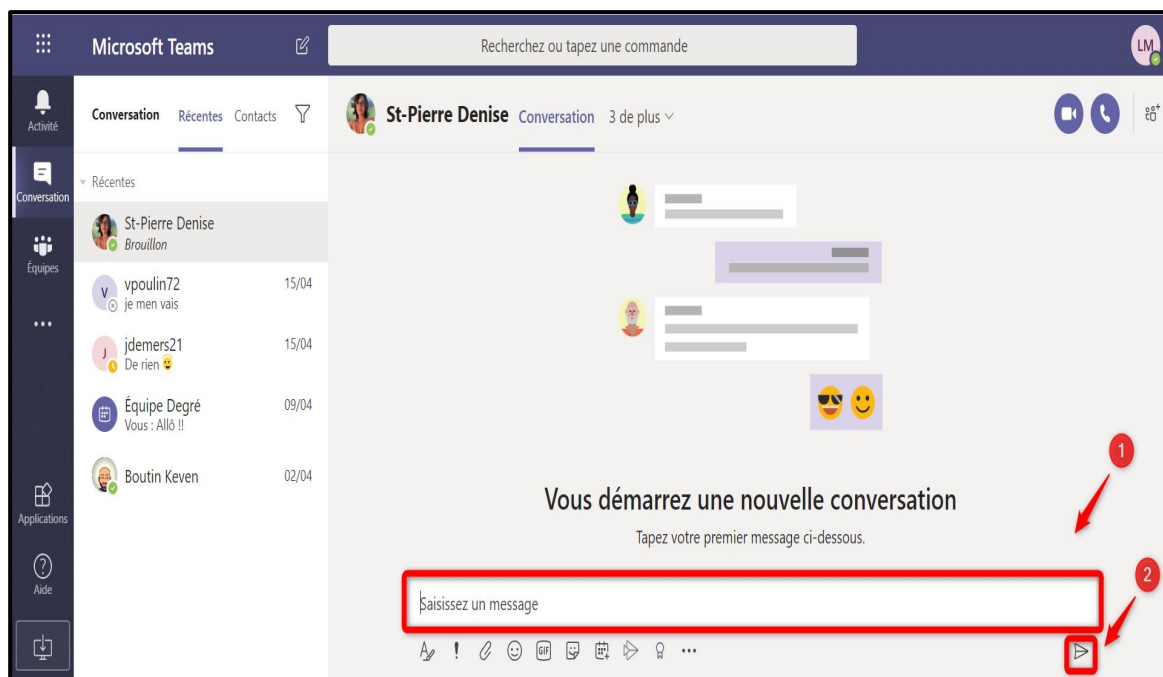 Microsoft Teams
Recherchez ou tapez une commande
LM
Activité
Conversation
Équipes
Applications
Aide
Conversation Récentes Contacts
Récentes
St-Pierre Denise
Brouillon
V
vpoulin72 15/04
je men vais
J
jdemers21 15/04
De rien
Équipe Degré 09/04
Vous : Allô !!
Boutin Keven 02/04
St-Pierre Denise Conversation 3 de plus
1
Vous démarrez une nouvelle conversation
Tapez votre premier message ci-dessous.
2
Saisissez un message
GIF